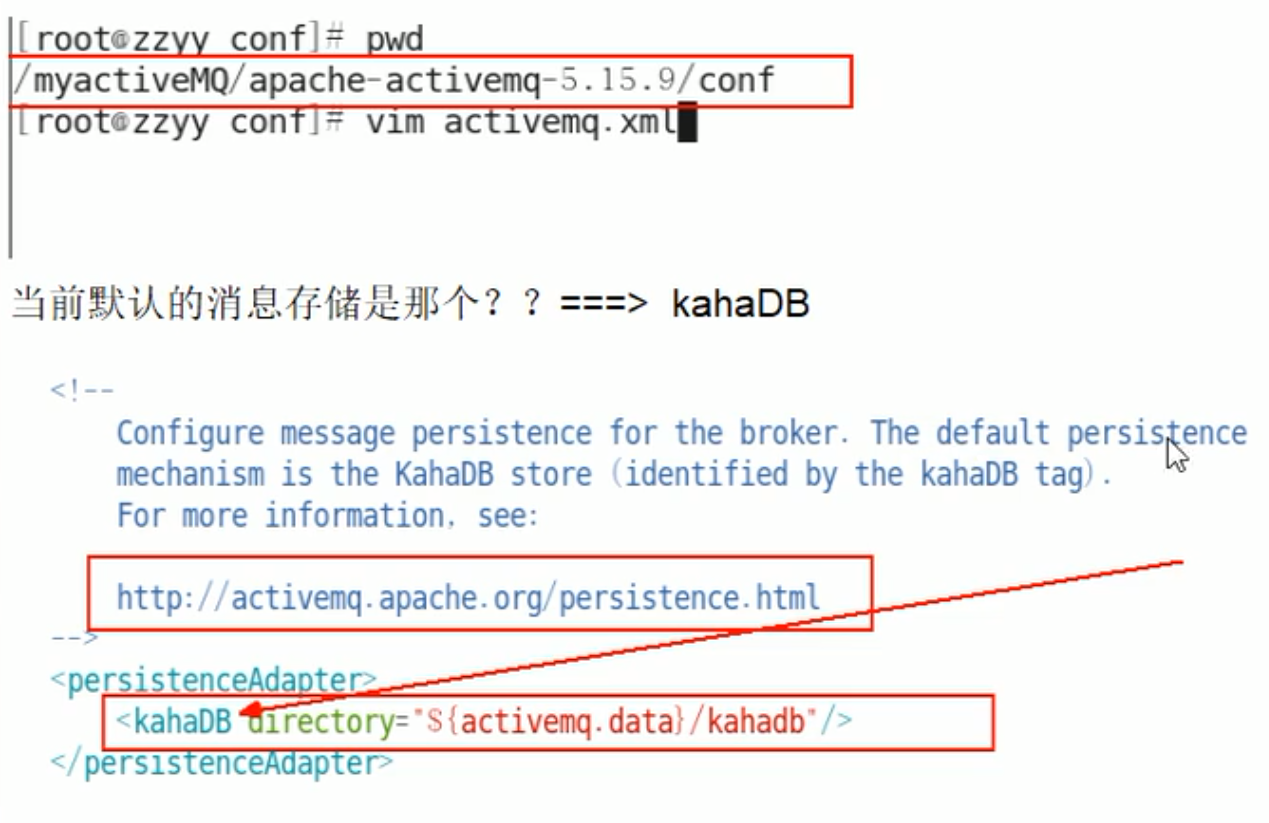 [root@zzyy conf]# pwd
/myactiveMQ/apache-activemq-5.15.9/conf
[root@zzyy conf]# vim activemq.xml
当前默认的消息存储是那个？？===> kahaDB
<!--
Configure message persistence for the broker. The default persistence
mechanism is the KahaDB store (identified by the kahaDB tag).
For more information, see:
http://activemq.apache.org/persistence.html
-->
<persistenceAdapter>
<kahaDB directory="${activemq.data}/kahadb"/>
</persistenceAdapter>